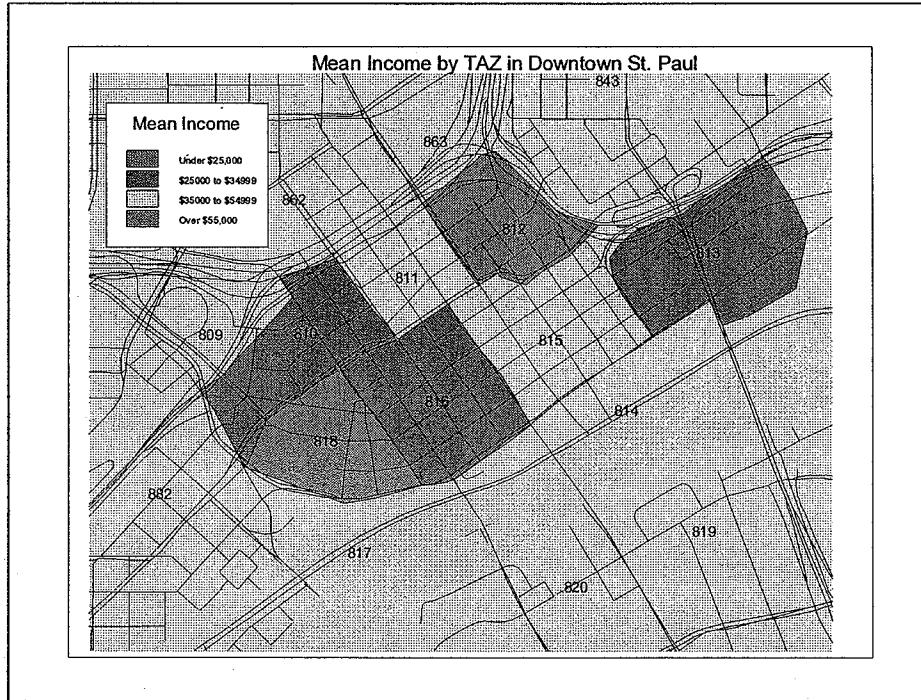 Mean Income by TAZ in Downtown St. Paul
843
Mean Income
Under $25,000
$25000 to $34999
$35000 to $54999
Over $55,000
863
802
812
813
811
809
810
815
816
814
818
882
819
817
820